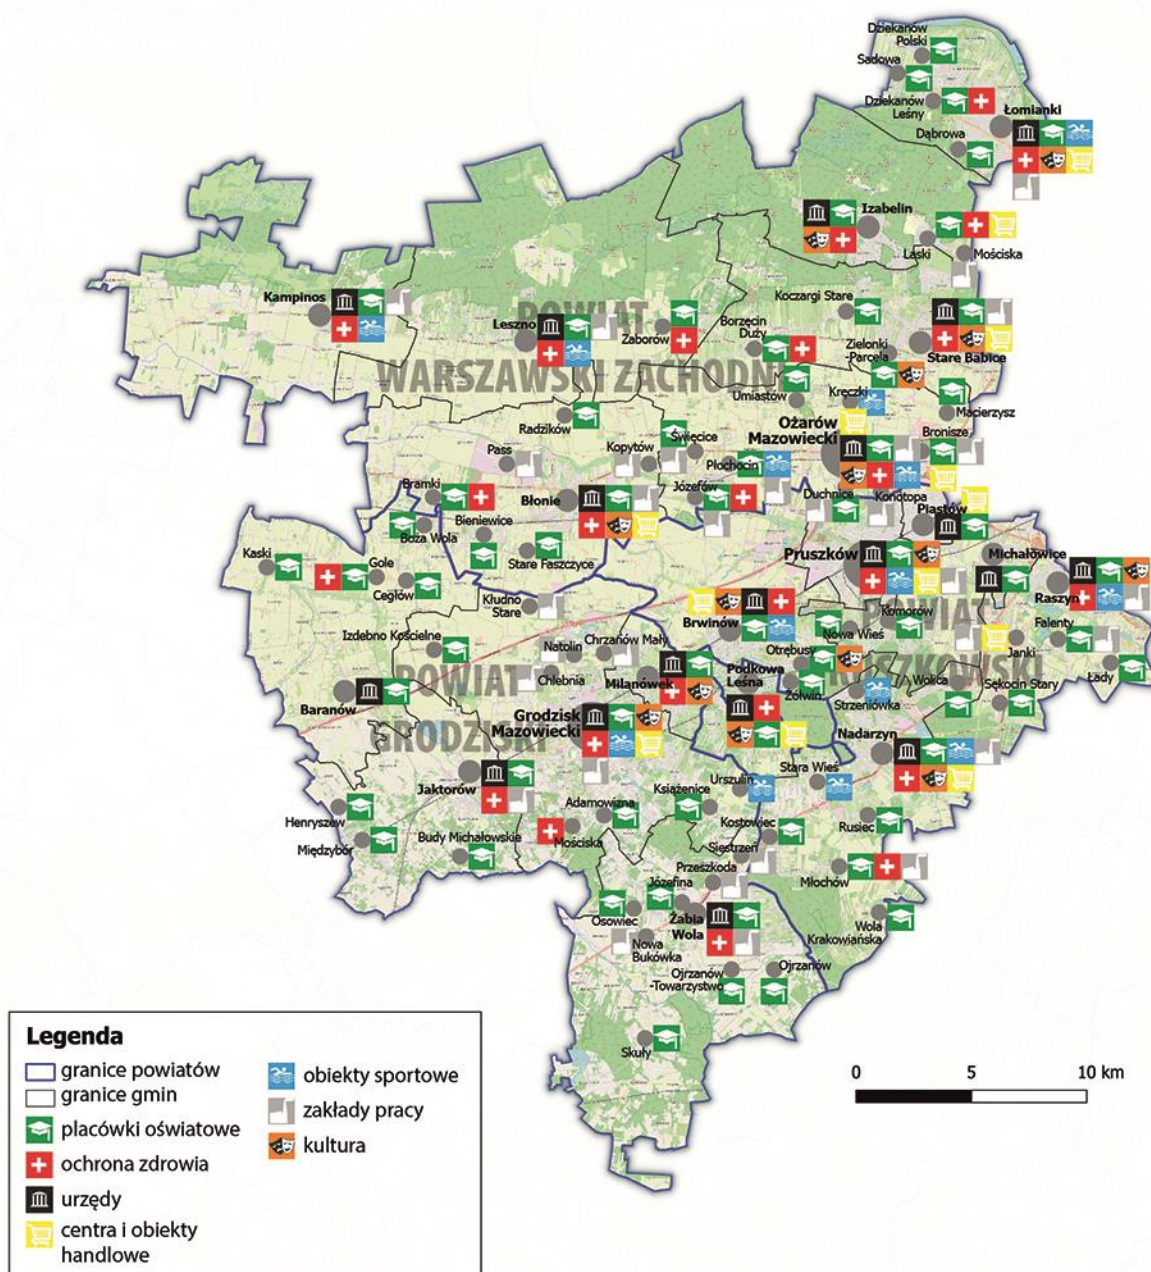 Dziekanów
Polski
Sadowa
Dziekanów
Leśny
Łomianki
Dąbrowa
Izabelin
Laski
Mościska
Kampinos
Koczargi Stare
POWIAT
Leszno
Zaborów
Borzęcin
Duży
Zielonki
-Parcela
Stare Babice
WARSZAWSKI ZACHODNI
Umiastów
Kręczki
Macierzysz
Radzików
Ożarów
Mazowiecki
Bronisze
Pass
Kopytów
Święcice
Płochocin
Bramki
Błonie
Józefów
Duchnice
Konotopa
Piastów
Boża Wola
Bieniewice
Kaski
Gole
Stare Faszczyce
Pruszków
Michałowice
Cegłów
Raszyn
Kłudno
Stare
Brwinów
Komorów
POWIAT
Nowa Wieś
Falenty
Izdebno Kościelne
Natolin
Chrzanów Mały
Otrębusy
Janki
POWIAT
Chlebnia
Milanówek
Podkowa
Leśna
Żółwin
PRUSZKOWSKI
Wolica
Sękocin Stary
Łady
Baranów
Strzeniówka
Grodzisk
Mazowiecki
GRODZISKI
Nadarzyn
Jaktorów
Urszulin
Stara Wieś
Henryszew
Adamowizna
Książenice
Międzybór
Budy Michałowskie
Mościska
Kostowiec
Rusiec
Siestrzeń
Przeszkoda
Młochów
Józefina
Osowiec
Żabia
Wola
Wola
Krakowiańska
Nowa
Bukówka
Ojrzanów
-Towarzystwo
Ojrzanów
Skuły
Legenda
granice powiatów
granice gmin
placówki oświatowe
ochrona zdrowia
urzędy
centra i obiekty
handlowe
obiekty sportowe
zakłady pracy
kultura
0 5 10 km